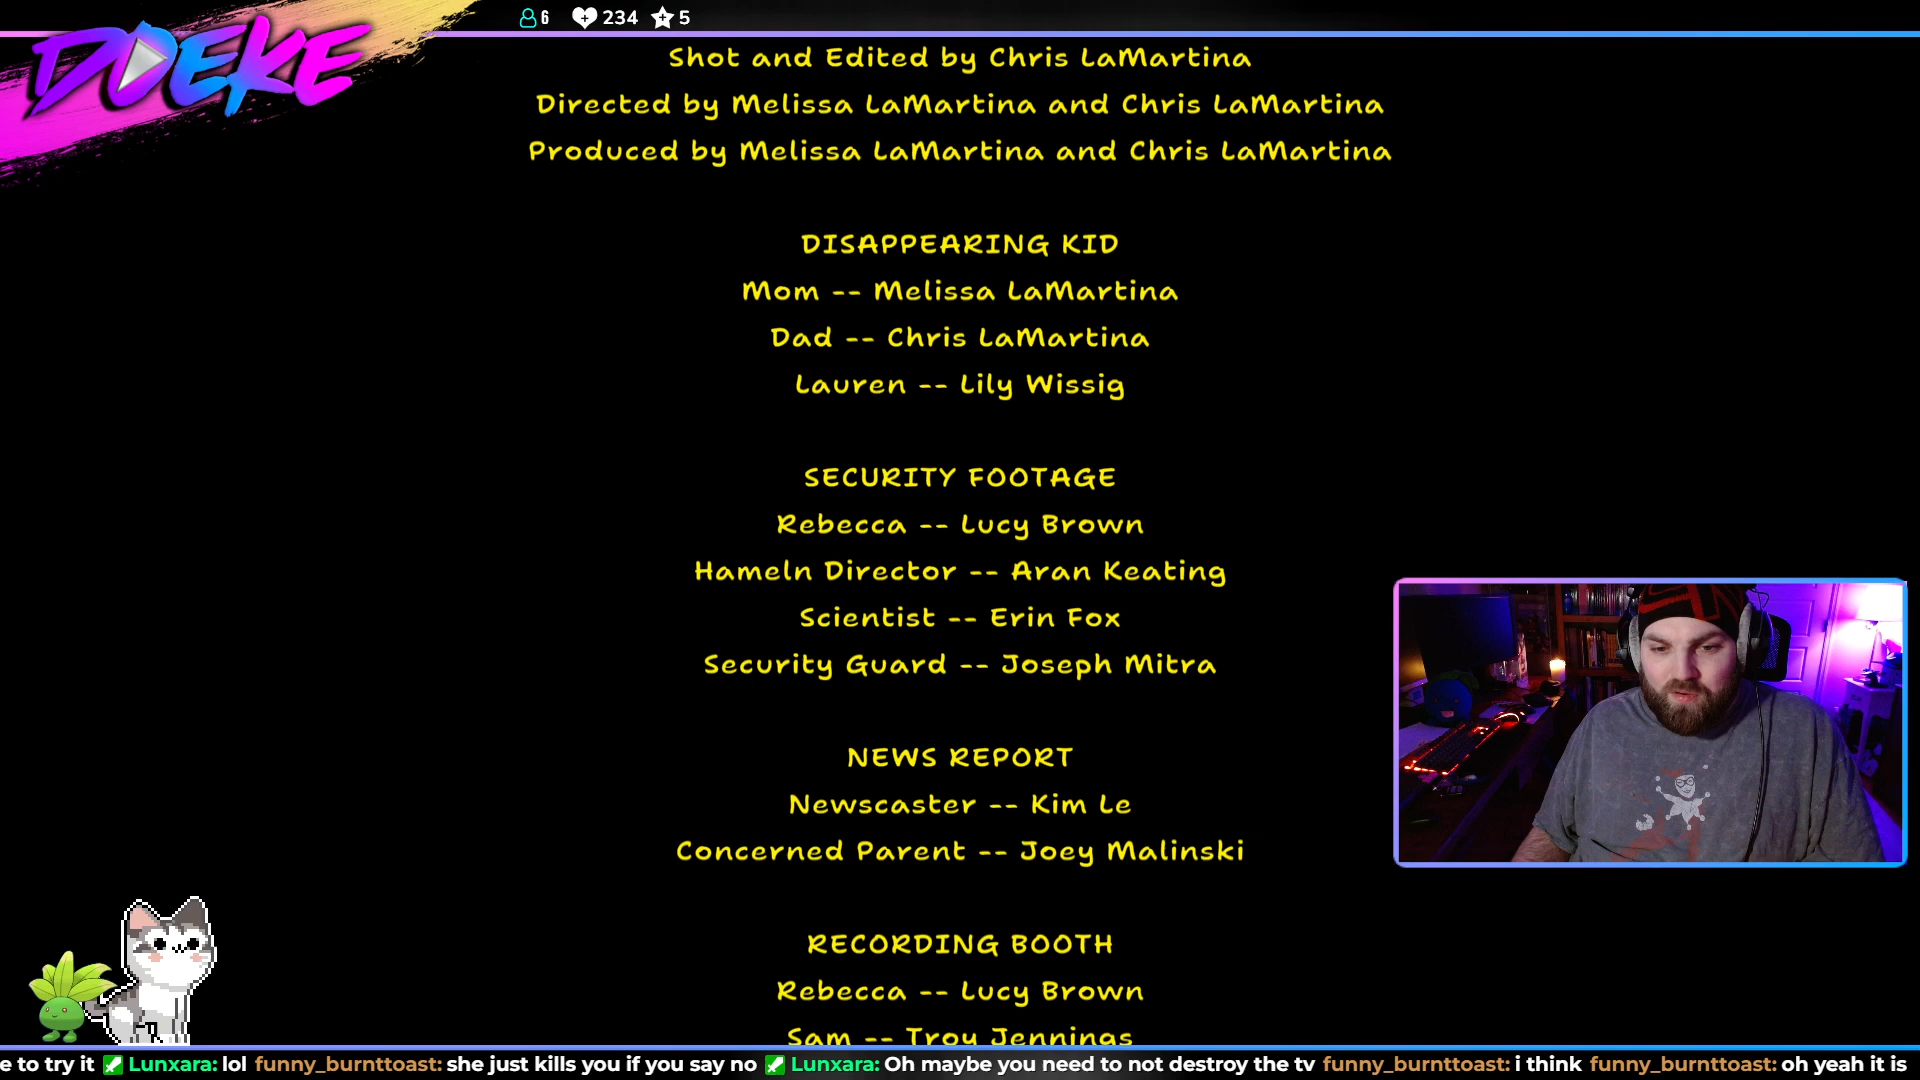 DOEKE
6 234 5
Shot and Edited by Chris LaMartina
Directed by Melissa LaMartina and Chris LaMartina
Produced by Melissa LaMartina and Chris LaMartina
DISAPPEARING KID
Mom -- Melissa LaMartina
Dad -- Chris LaMartina
Lauren -- Lily Wissig
SECURITY FOOTAGE
Rebecca -- Lucy Brown
Hameln Director -- Aran Keating
Scientist -- Erin Fox
Security Guard -- Joseph Mitra
NEWS REPORT
Newscaster -- Kim Le
Concerned Parent -- Joey Malinski
RECORDING BOOTH
Rebecca -- Lucy Brown
Sam -- Troy Jennings
e to try it Lunxara: lol funny_burnttoast: she just kills you if you say no Lunxara: Oh maybe you need to not destroy the tv funny_burnttoast: i think funny_burnttoast: oh yeah it is